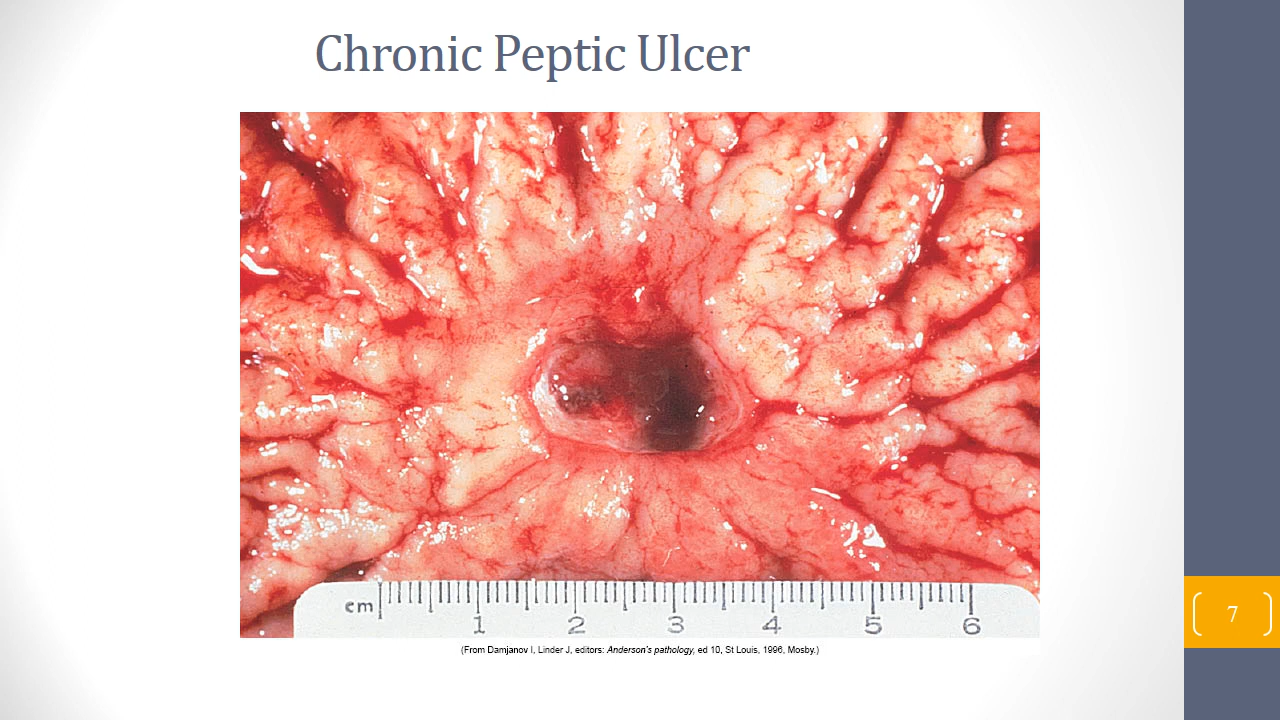 Chronic Peptic Ulcer
cm 1 2 3 4 5 6
7
(From Damjanov I, Linder J, editors: Anderson's pathology, ed 10, St Louis, 1996, Mosby.)